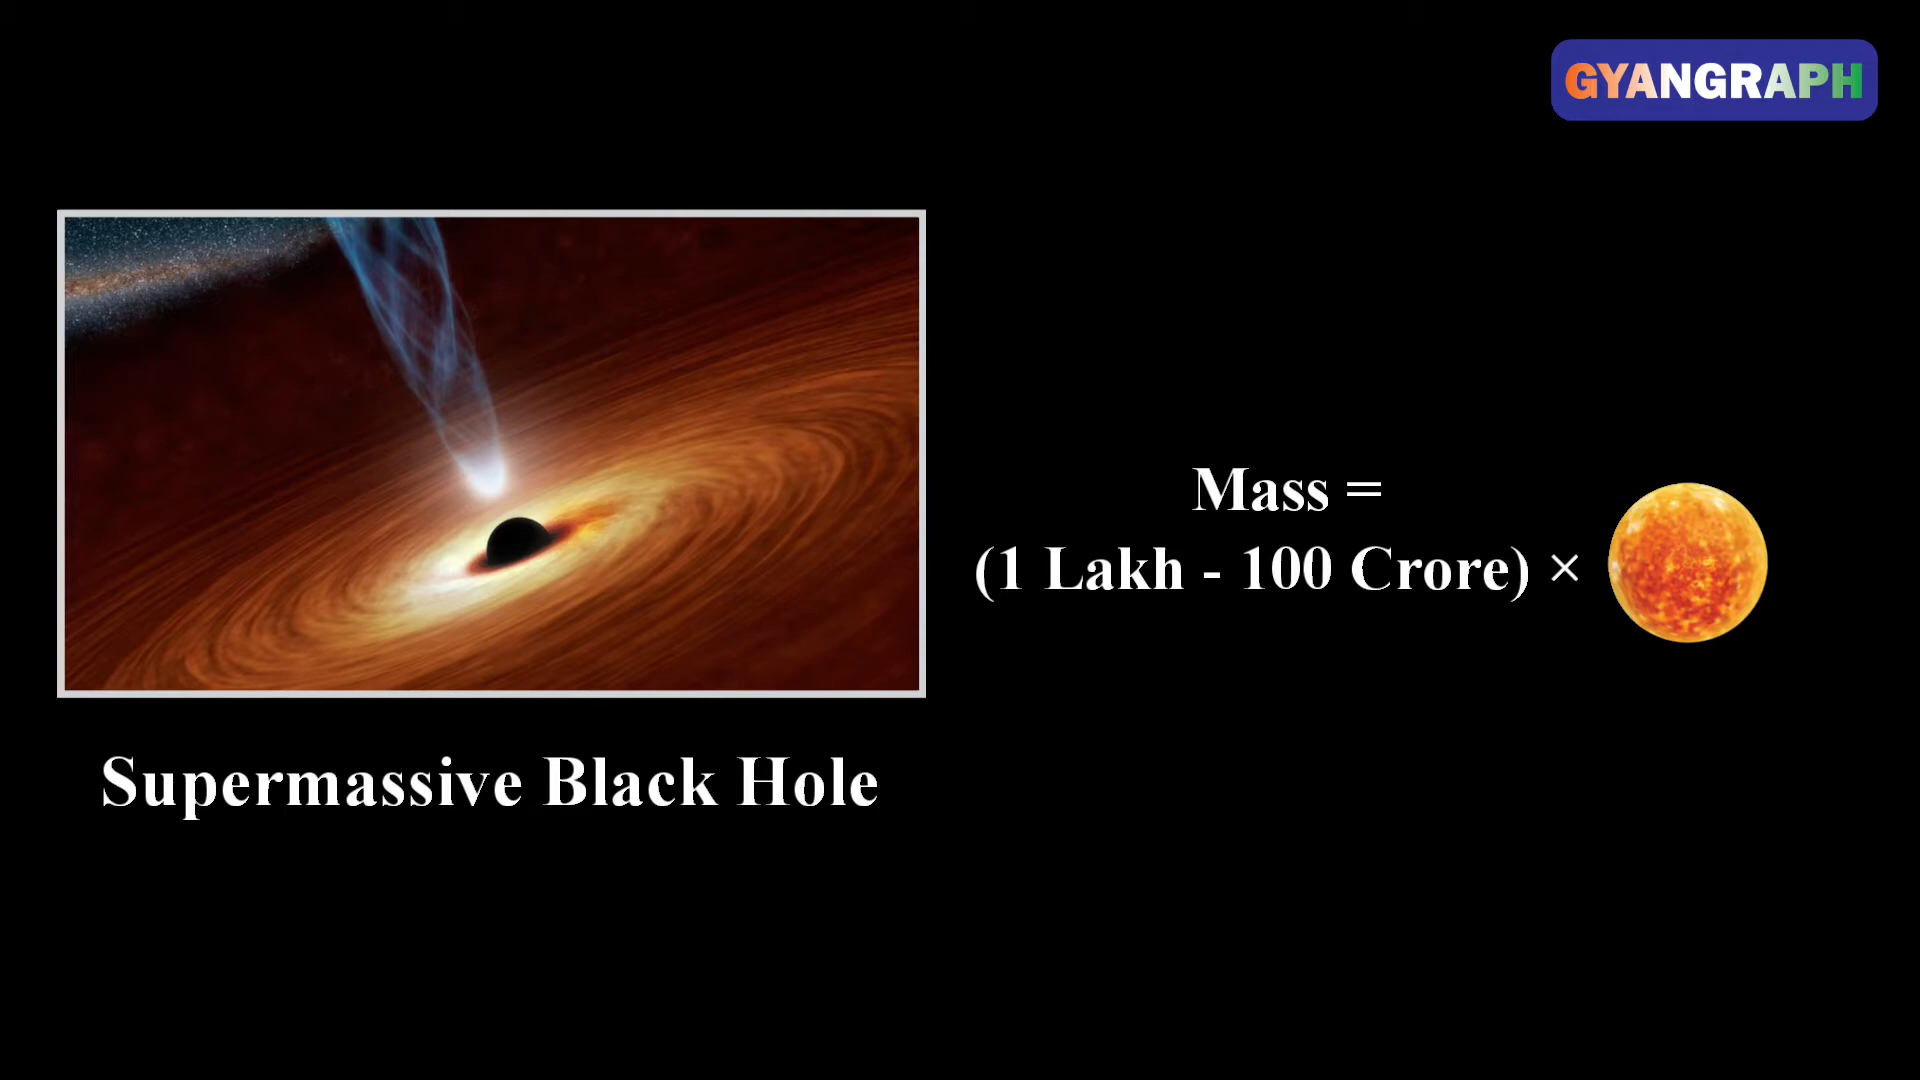 GYANGRAPH
Mass =
(1 Lakh - 100 Crore) ×
Supermassive Black Hole